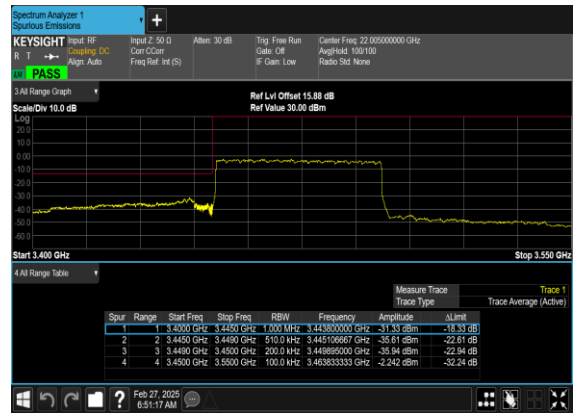 Spectrum Analyzer 1
Spurious Emissions
+
KEYSIGHT Input: RF Input Z: 50 Ω Atten: 30 dB Trig: Free Run Center Freq: 22.005000000 GHz
R T Coupling: DC Corr CCorr Gate: Off Avg|Hold: 100/100
Align: Auto Freq Ref: Int (S) IF Gain: Low Radio Std: None
LXI PASS
3 All Range Graph
Ref Lvl Offset 15.88 dB
Scale/Div 10.0 dB Ref Value 30.00 dBm
Log
20.0
10.0
0.00
-10.0
-20.0
-30.0
-40.0
-50.0
-60.0
Start 3.400 GHz Stop 3.550 GHz
4 All Range Table
Measure Trace Trace 1
Trace Type Trace Average (Active)
Spur Range Start Freq Stop Freq RBW Frequency Amplitude ΔLimit
1 1 3.4000 GHz 3.4450 GHz 1.000 MHz 3.443800000 GHz -31.33 dBm -18.33 dB
2 2 3.4450 GHz 3.4490 GHz 510.0 kHz 3.445106667 GHz -35.61 dBm -22.61 dB
3 3 3.4490 GHz 3.4500 GHz 200.0 kHz 3.449895000 GHz -35.94 dBm -22.94 dB
4 4 3.4500 GHz 3.5500 GHz 100.0 kHz 3.463833333 GHz -2.242 dBm -32.24 dB
? Feb 27, 2025
6:51:17 AM